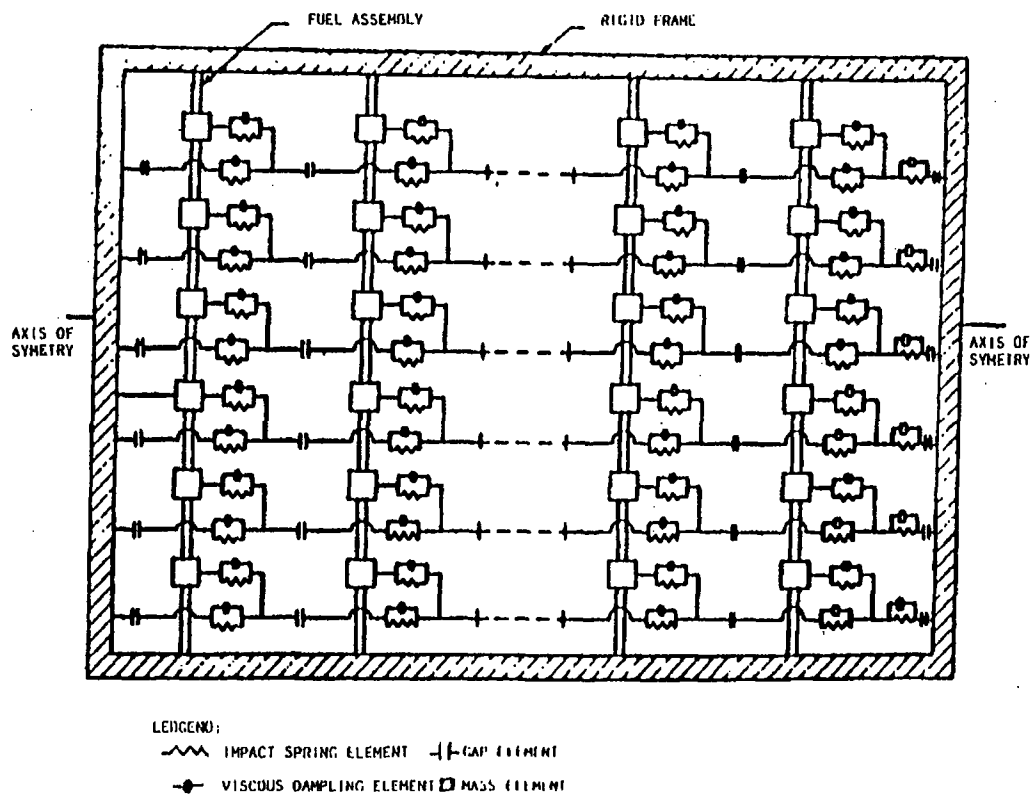 FUEL ASSEMBLY
RIGID FRAME
AXIS OF
SYMETRY
AXIS OF
SYMETRY
LEDGEND:
IMPACT SPRING ELEMENT
GAP ELEMENT
VISCOUS DAMPLING ELEMENT
MASS ELEMENT